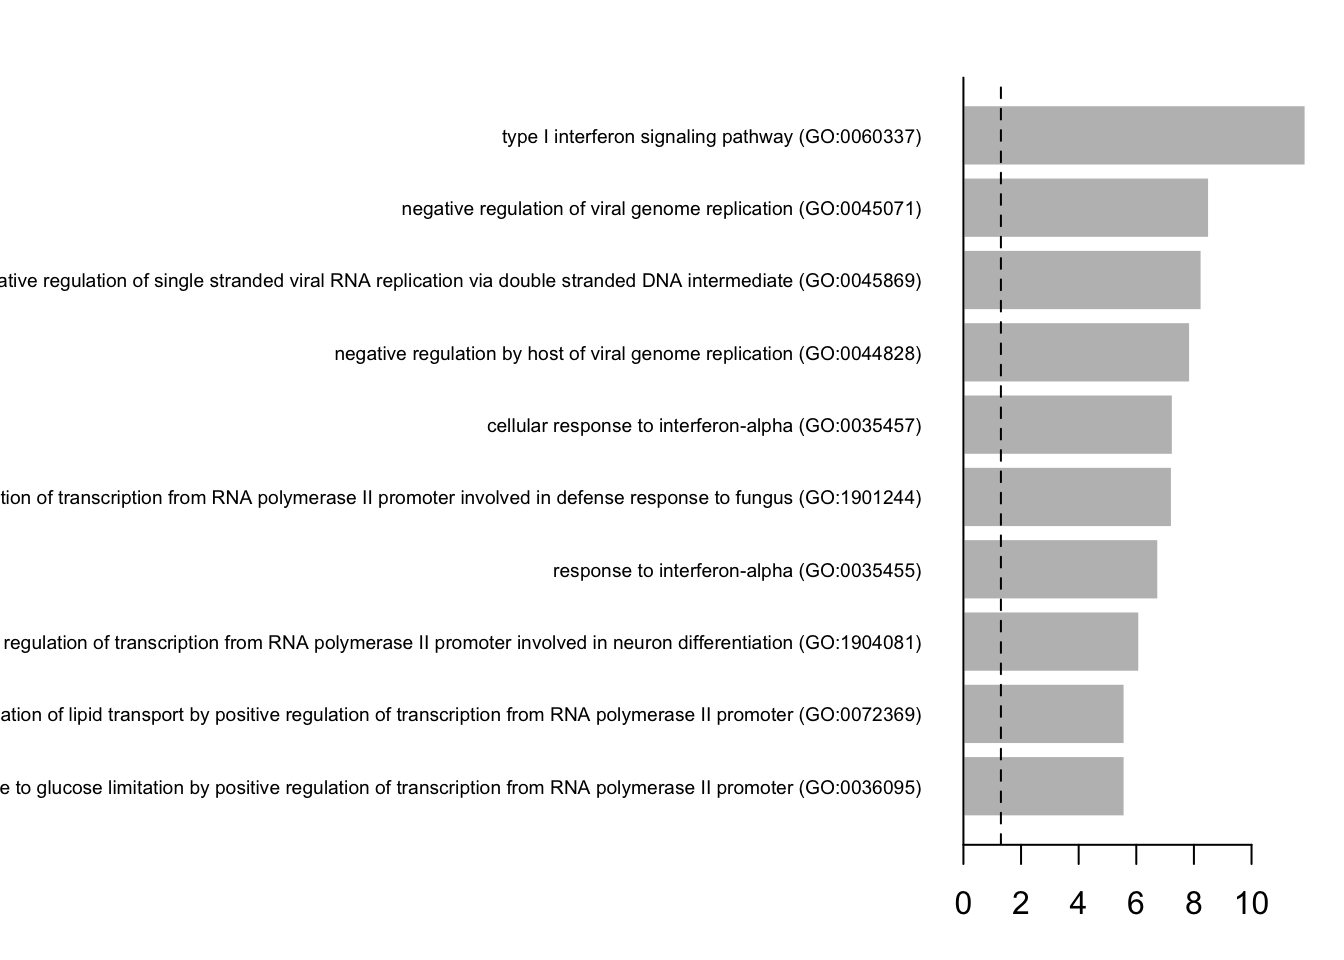 type I interferon signaling pathway (GO:0060337)
negative regulation of viral genome replication (GO:0045071)
ative regulation of single stranded viral RNA replication via double stranded DNA intermediate (GO:0045869)
negative regulation by host of viral genome replication (GO:0044828)
cellular response to interferon-alpha (GO:0035457)
tion of transcription from RNA polymerase II promoter involved in defense response to fungus (GO:1901244)
response to interferon-alpha (GO:0035455)
regulation of transcription from RNA polymerase II promoter involved in neuron differentiation (GO:1904081)
ation of lipid transport by positive regulation of transcription from RNA polymerase II promoter (GO:0072369)
e to glucose limitation by positive regulation of transcription from RNA polymerase II promoter (GO:0036095)
0 2 4 6 8 10